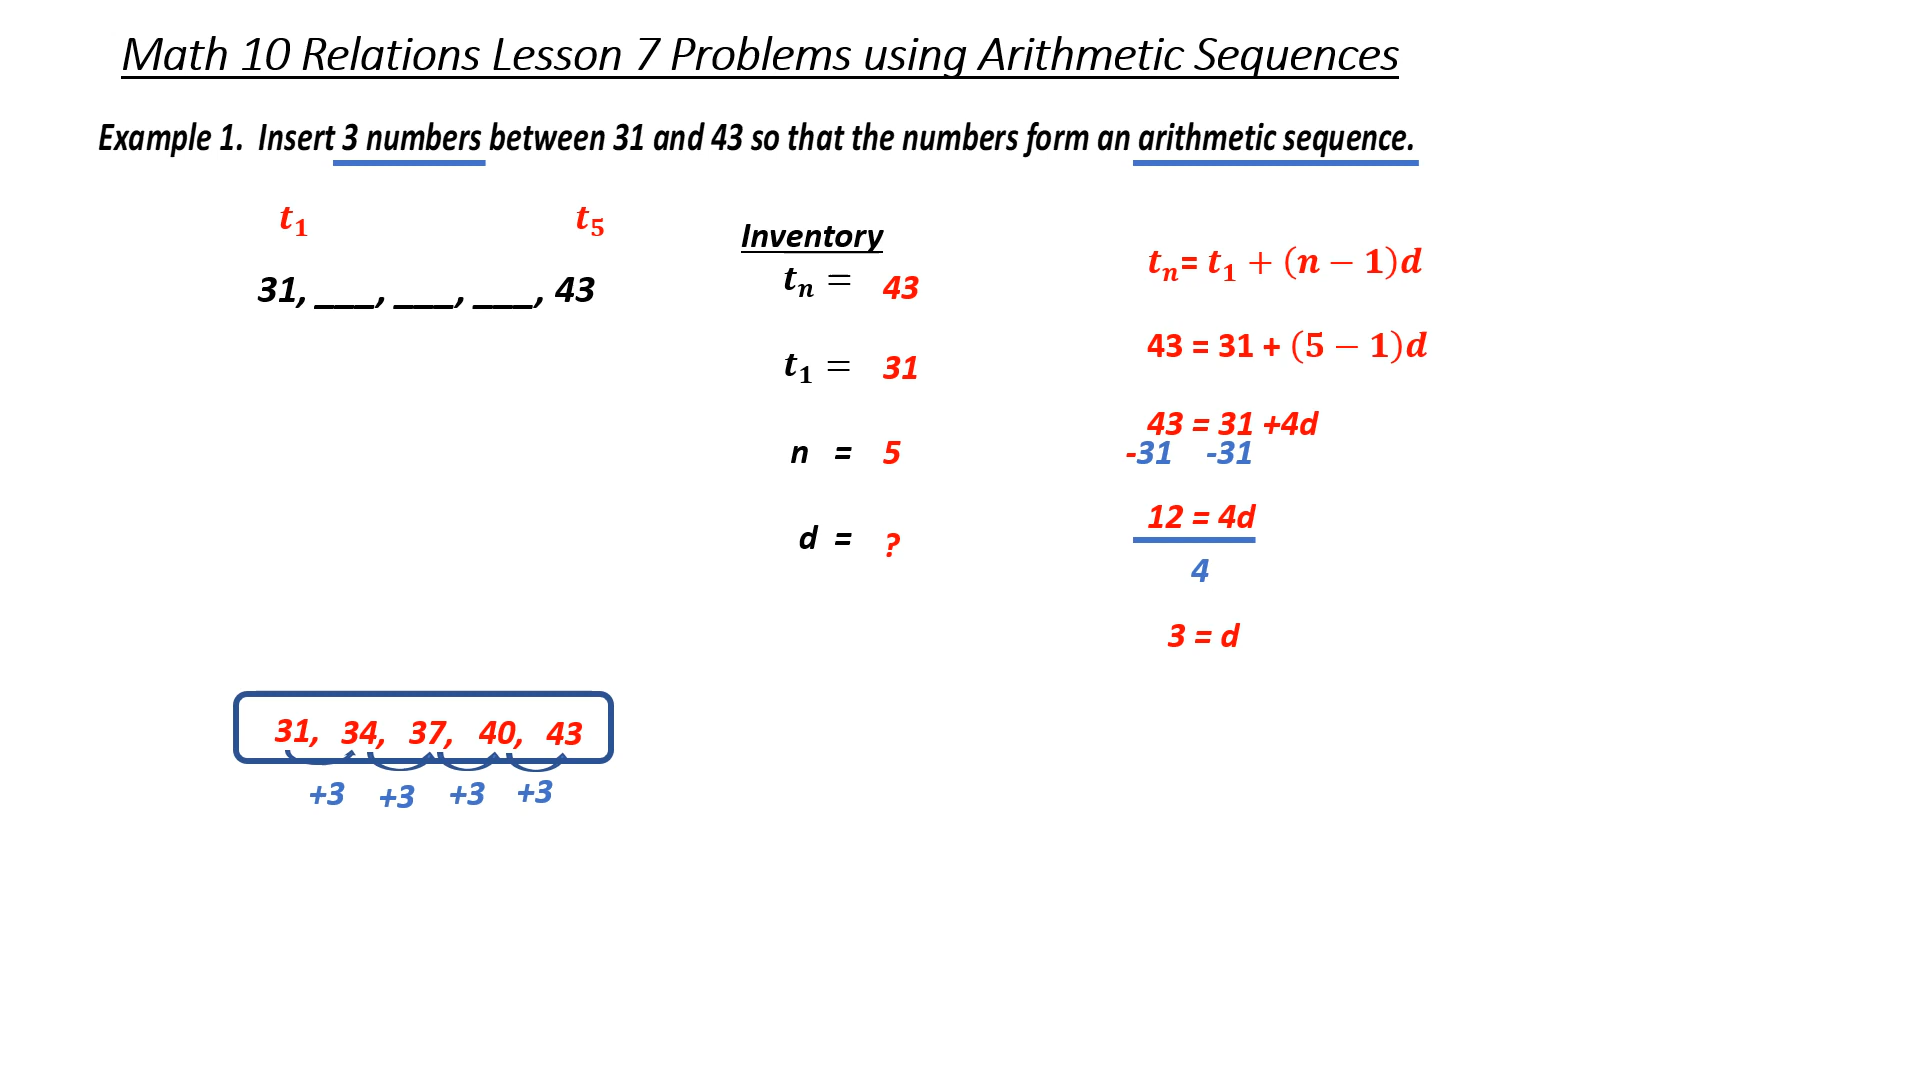 Math 10 Relations Lesson 7 Problems using Arithmetic Sequences
Example 1. Insert 3 numbers between 31 and 43 so that the numbers form an arithmetic sequence.
t₁ t₅
31, ___, ___, ___, 43
Inventory
tₙ = 43
t₁ = 31
n = 5
d = ?
tₙ= t₁ + (n − 1)d
43 = 31 + (5 − 1)d
43 = 31 +4d
-31 -31
12 = 4d
4
3 = d
31, 34, 37, 40, 43
+3 +3 +3 +3